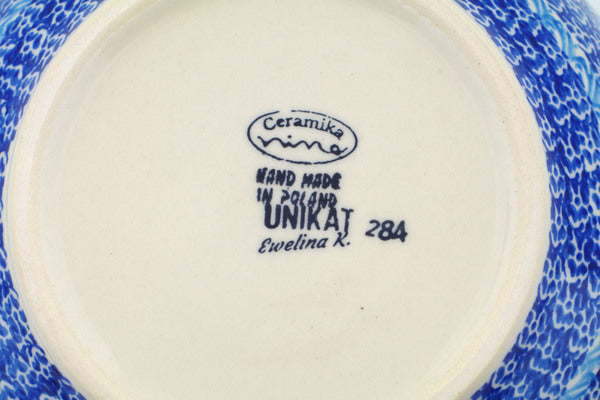 Ceramika
nina
HAND MADE
IN POLAND
UNIKAT 284
Ewelina K.